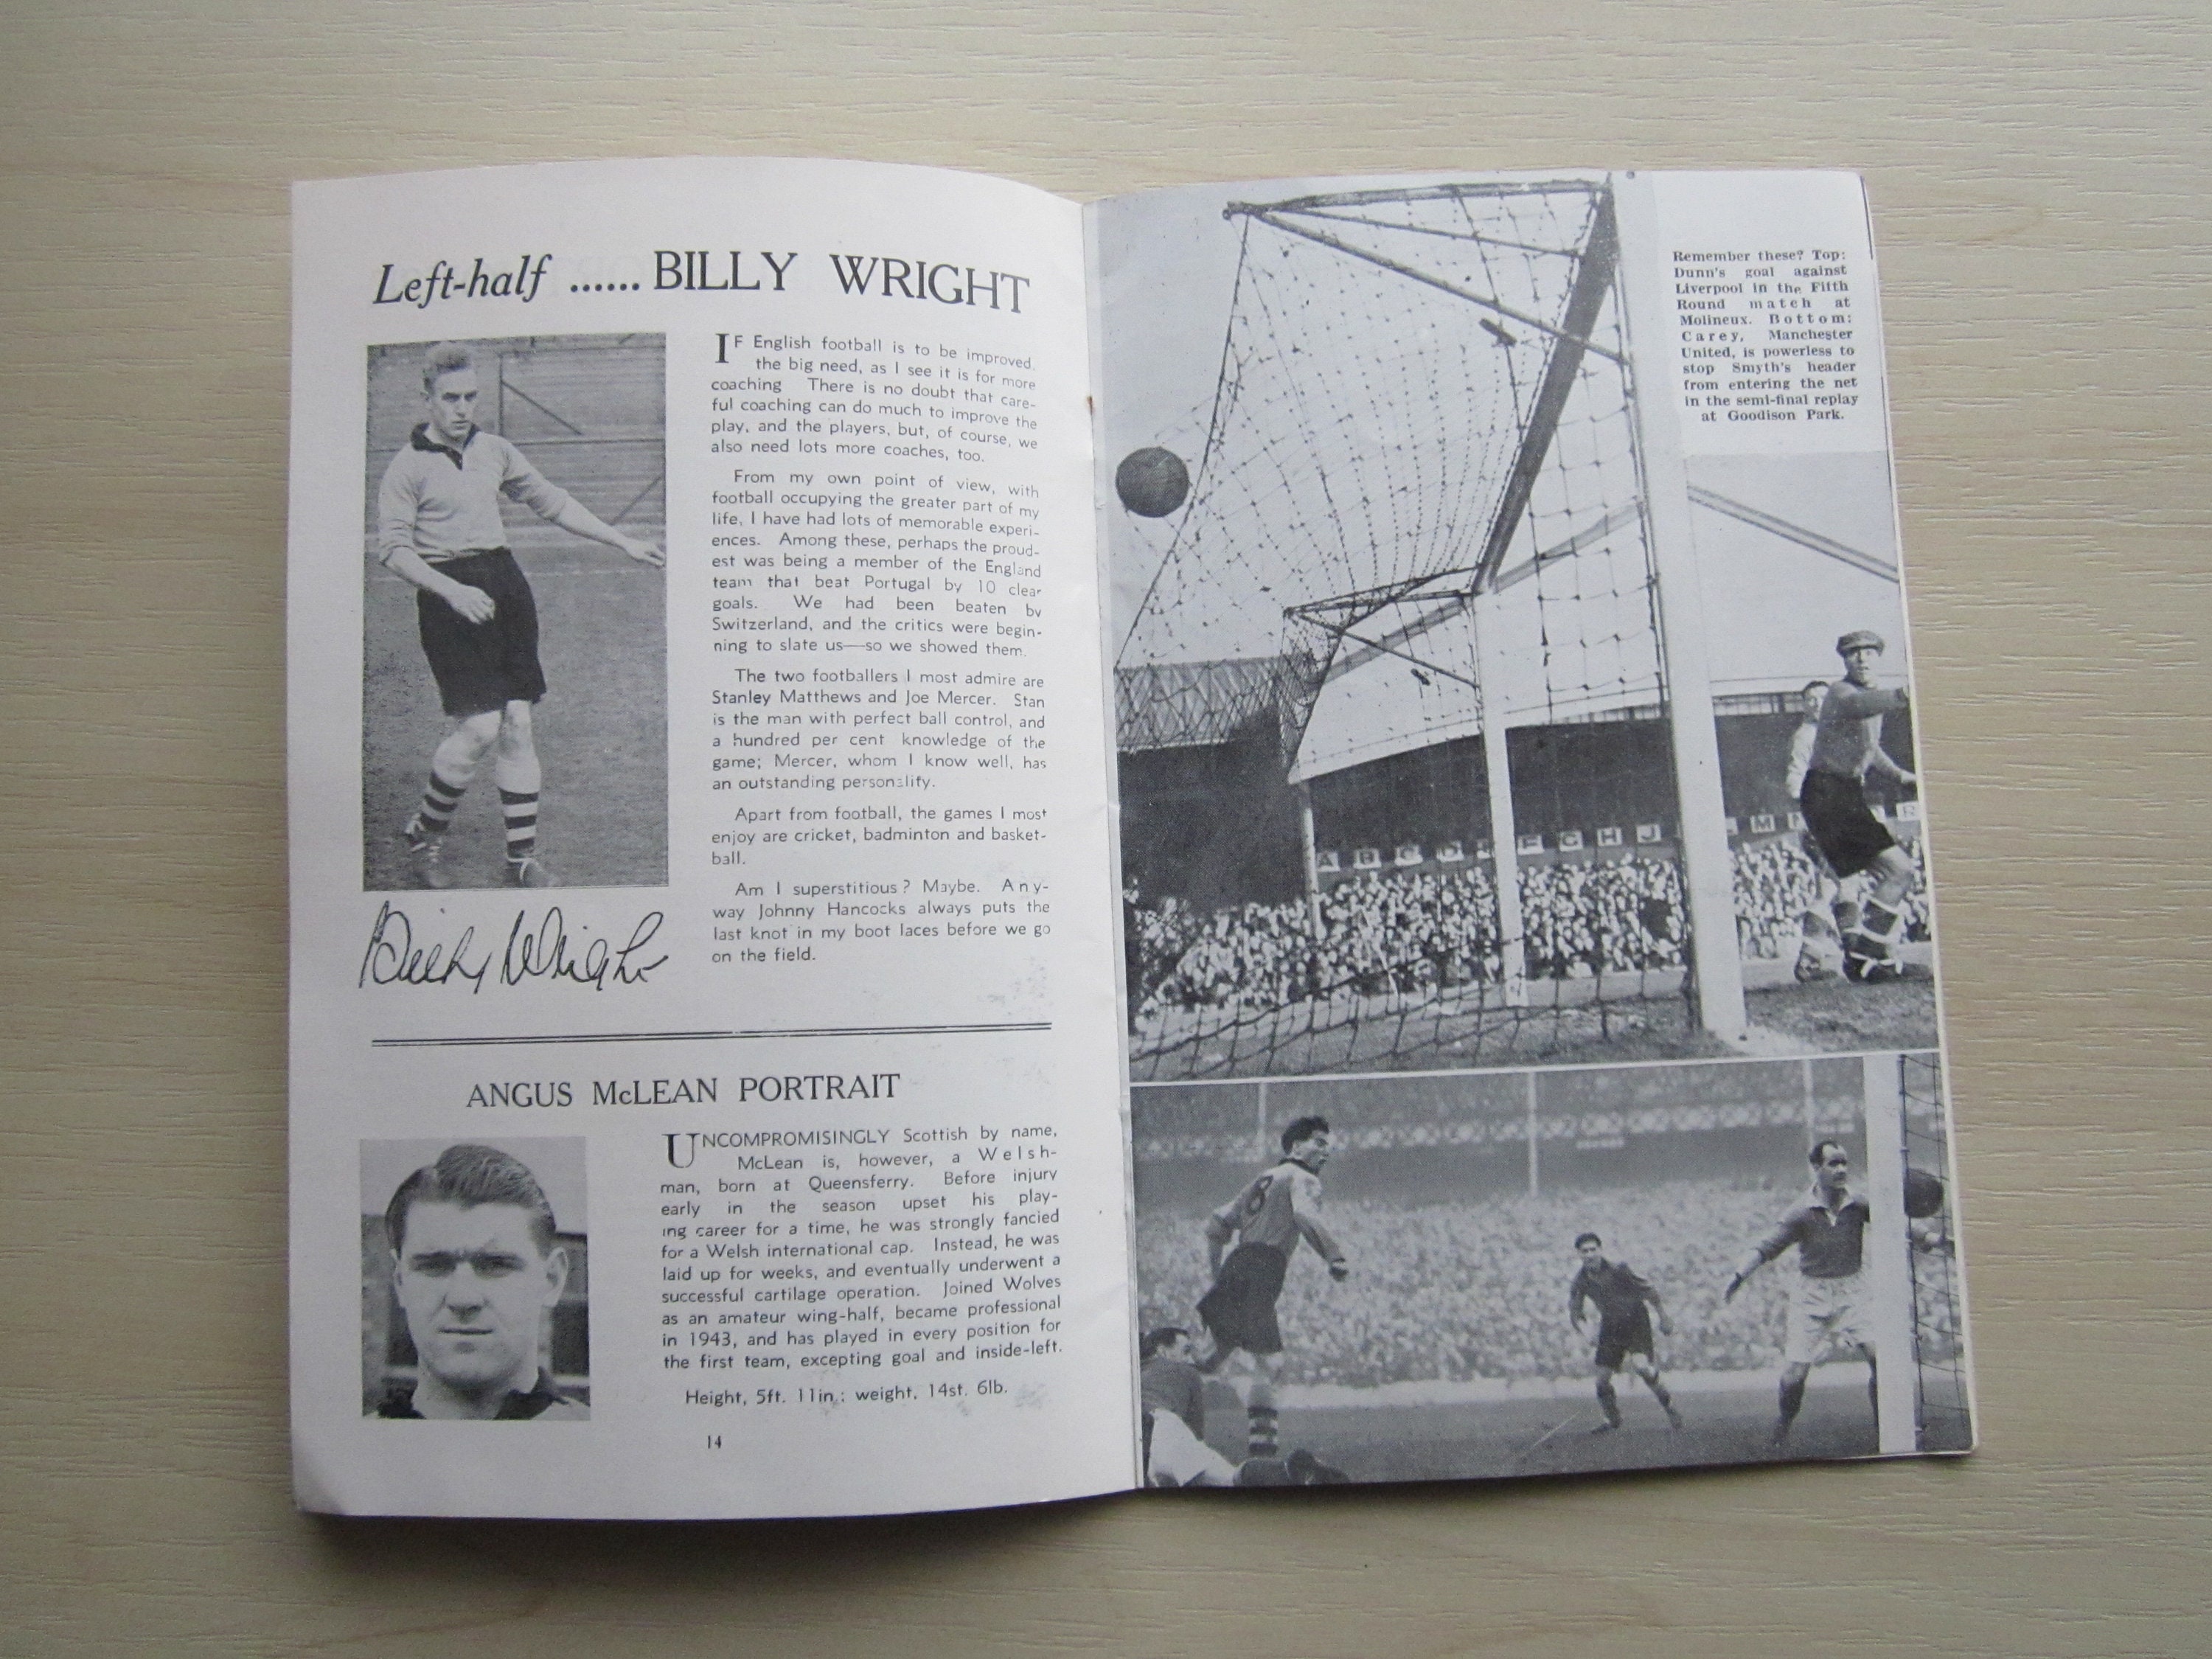 Left-half ...... BILLY WRIGHT
IF English football is to be improved,
the big need, as I see it is for more
coaching There is no doubt that care-
ful coaching can do much to improve the
play, and the players, but, of course, we
also need lots more coaches, too.
From my own point of view, with
football occupying the greater part of my
life, I have had lots of memorable experi-
ences. Among these, perhaps the proud-
est was being a member of the England
team that beat Portugal by 10 clear
goals. We had been beaten by
Switzerland, and the critics were begin-
ning to slate us—so we showed them.
The two footballers I most admire are
Stanley Matthews and Joe Mercer. Stan
is the man with perfect ball control, and
a hundred per cent knowledge of the
game; Mercer, whom I know well, has
an outstanding personality.
Apart from football, the games I most
enjoy are cricket, badminton and basket-
ball.
Am I superstitious? Maybe. Any-
way Johnny Hancocks always puts the
last knot in my boot laces before we go
on the field.
Billy Wright
ANGUS McLEAN PORTRAIT
UNCOMPROMISINGLY Scottish by name,
McLean is, however, a Welsh-
man, born at Queensferry. Before injury
early in the season upset his play-
ing career for a time, he was strongly fancied
for a Welsh international cap. Instead, he was
laid up for weeks, and eventually underwent a
successful cartilage operation. Joined Wolves
as an amateur wing-half, became professional
in 1943, and has played in every position for
the first team, excepting goal and inside-left.
Height, 5ft. 11in.; weight, 14st. 6lb.
14
Remember these? Top:
Dunn's goal against
Liverpool in the Fifth
Round match at
Molineux. Bottom:
Carey, Manchester
United, is powerless to
stop Smyth's header
from entering the net
in the semi-final replay
at Goodison Park.
A B C D E F G H J L M N R
8